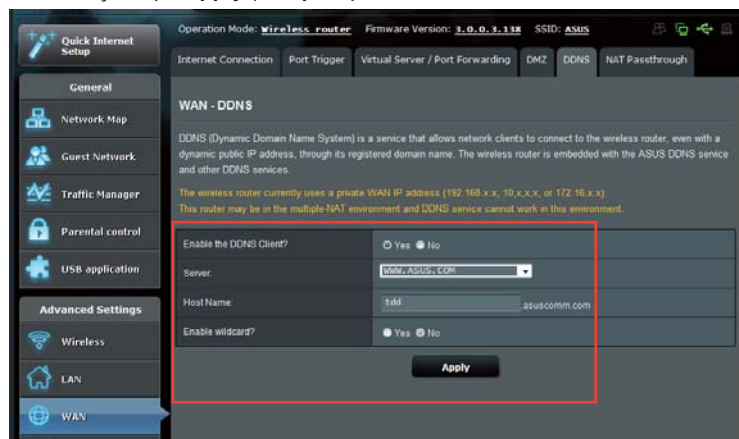 Quick Internet
Setup
Operation Mode: Wireless router Firmware Version: 3.0.0.3.138 SSID: ASUS
Internet Connection Port Trigger Virtual Server / Port Forwarding DMZ DDNS NAT Passthrough
General
Network Map
Guest Network
Traffic Manager
Parental control
USB application
Advanced Settings
Wireless
LAN
WAN
WAN - DDNS
DDNS (Dynamic Domain Name System) is a service that allows network clients to connect to the wireless router, even with a
dynamic public IP address, through its registered domain name. The wireless router is embedded with the ASUS DDNS service
and other DDNS services.
The wireless router currently uses a private WAN IP address (192.168.x.x, 10,x,x,x, or 172.16.x.x)
This router may be in the multiple-NAT environment and DDNS service cannot work in this environment.
Enable the DDNS Client? Yes No
Server: WWW.ASUS.COM
Host Name: tdd .asuscomm.com
Enable wildcard? Yes No
Apply